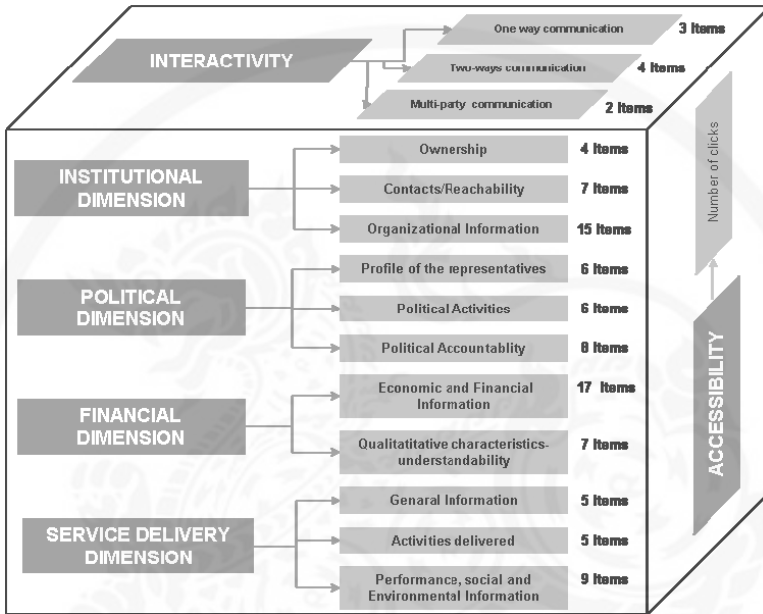 INTERACTIVITY
One way communication 3 Items
Two-ways communication 4 Items
Multi-party communication 2 Items
INSTITUTIONAL
DIMENSION
Ownership 4 Items
Contacts/Reachability 7 Items
Organizational Information 15 Items
POLITICAL
DIMENSION
Profile of the representatives 6 Items
Political Activities 6 Items
Political Accountablity 8 Items
FINANCIAL
DIMENSION
Economic and Financial
Information
17 Items
Qualitatitative characteristics-
understandability
7 Items
SERVICE DELIVERY
DIMENSION
Genaral Information 5 Items
Activities delivered 5 Items
Performance, social and
Environmental Information
9 Items
Number of clicks
ACCESSIBILITY